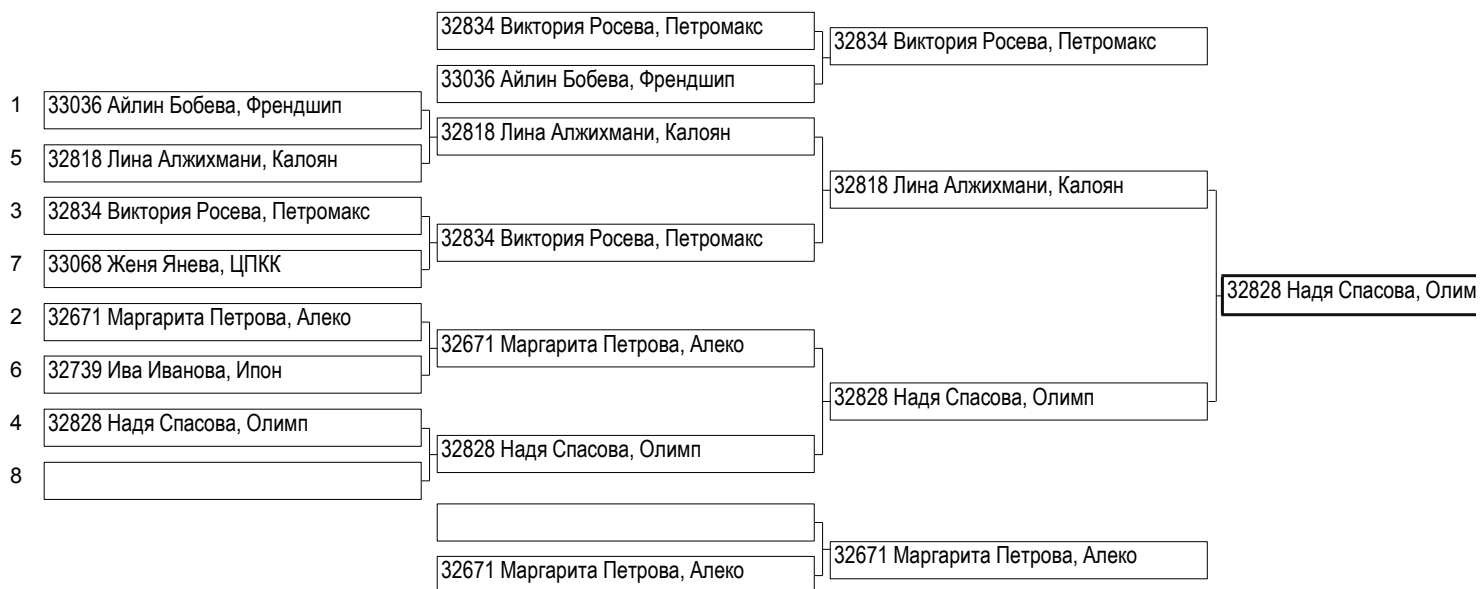 32834 Виктория Росева, Петромакс
32834 Виктория Росева, Петромакс
33036 Айлин Бобева, Френдшип
1 33036 Айлин Бобева, Френдшип
32818 Лина Алжихмани, Калоян
5 32818 Лина Алжихмани, Калоян
32818 Лина Алжихмани, Калоян
3 32834 Виктория Росева, Петромакс
32834 Виктория Росева, Петромакс
7 33068 Женя Янева, ЦПКК
32828 Надя Спасова, Олим
2 32671 Маргарита Петрова, Алеко
32671 Маргарита Петрова, Алеко
6 32739 Ива Иванова, Ипон
32828 Надя Спасова, Олимп
4 32828 Надя Спасова, Олимп
32828 Надя Спасова, Олимп
8
32671 Маргарита Петрова, Алеко
32671 Маргарита Петрова, Алеко